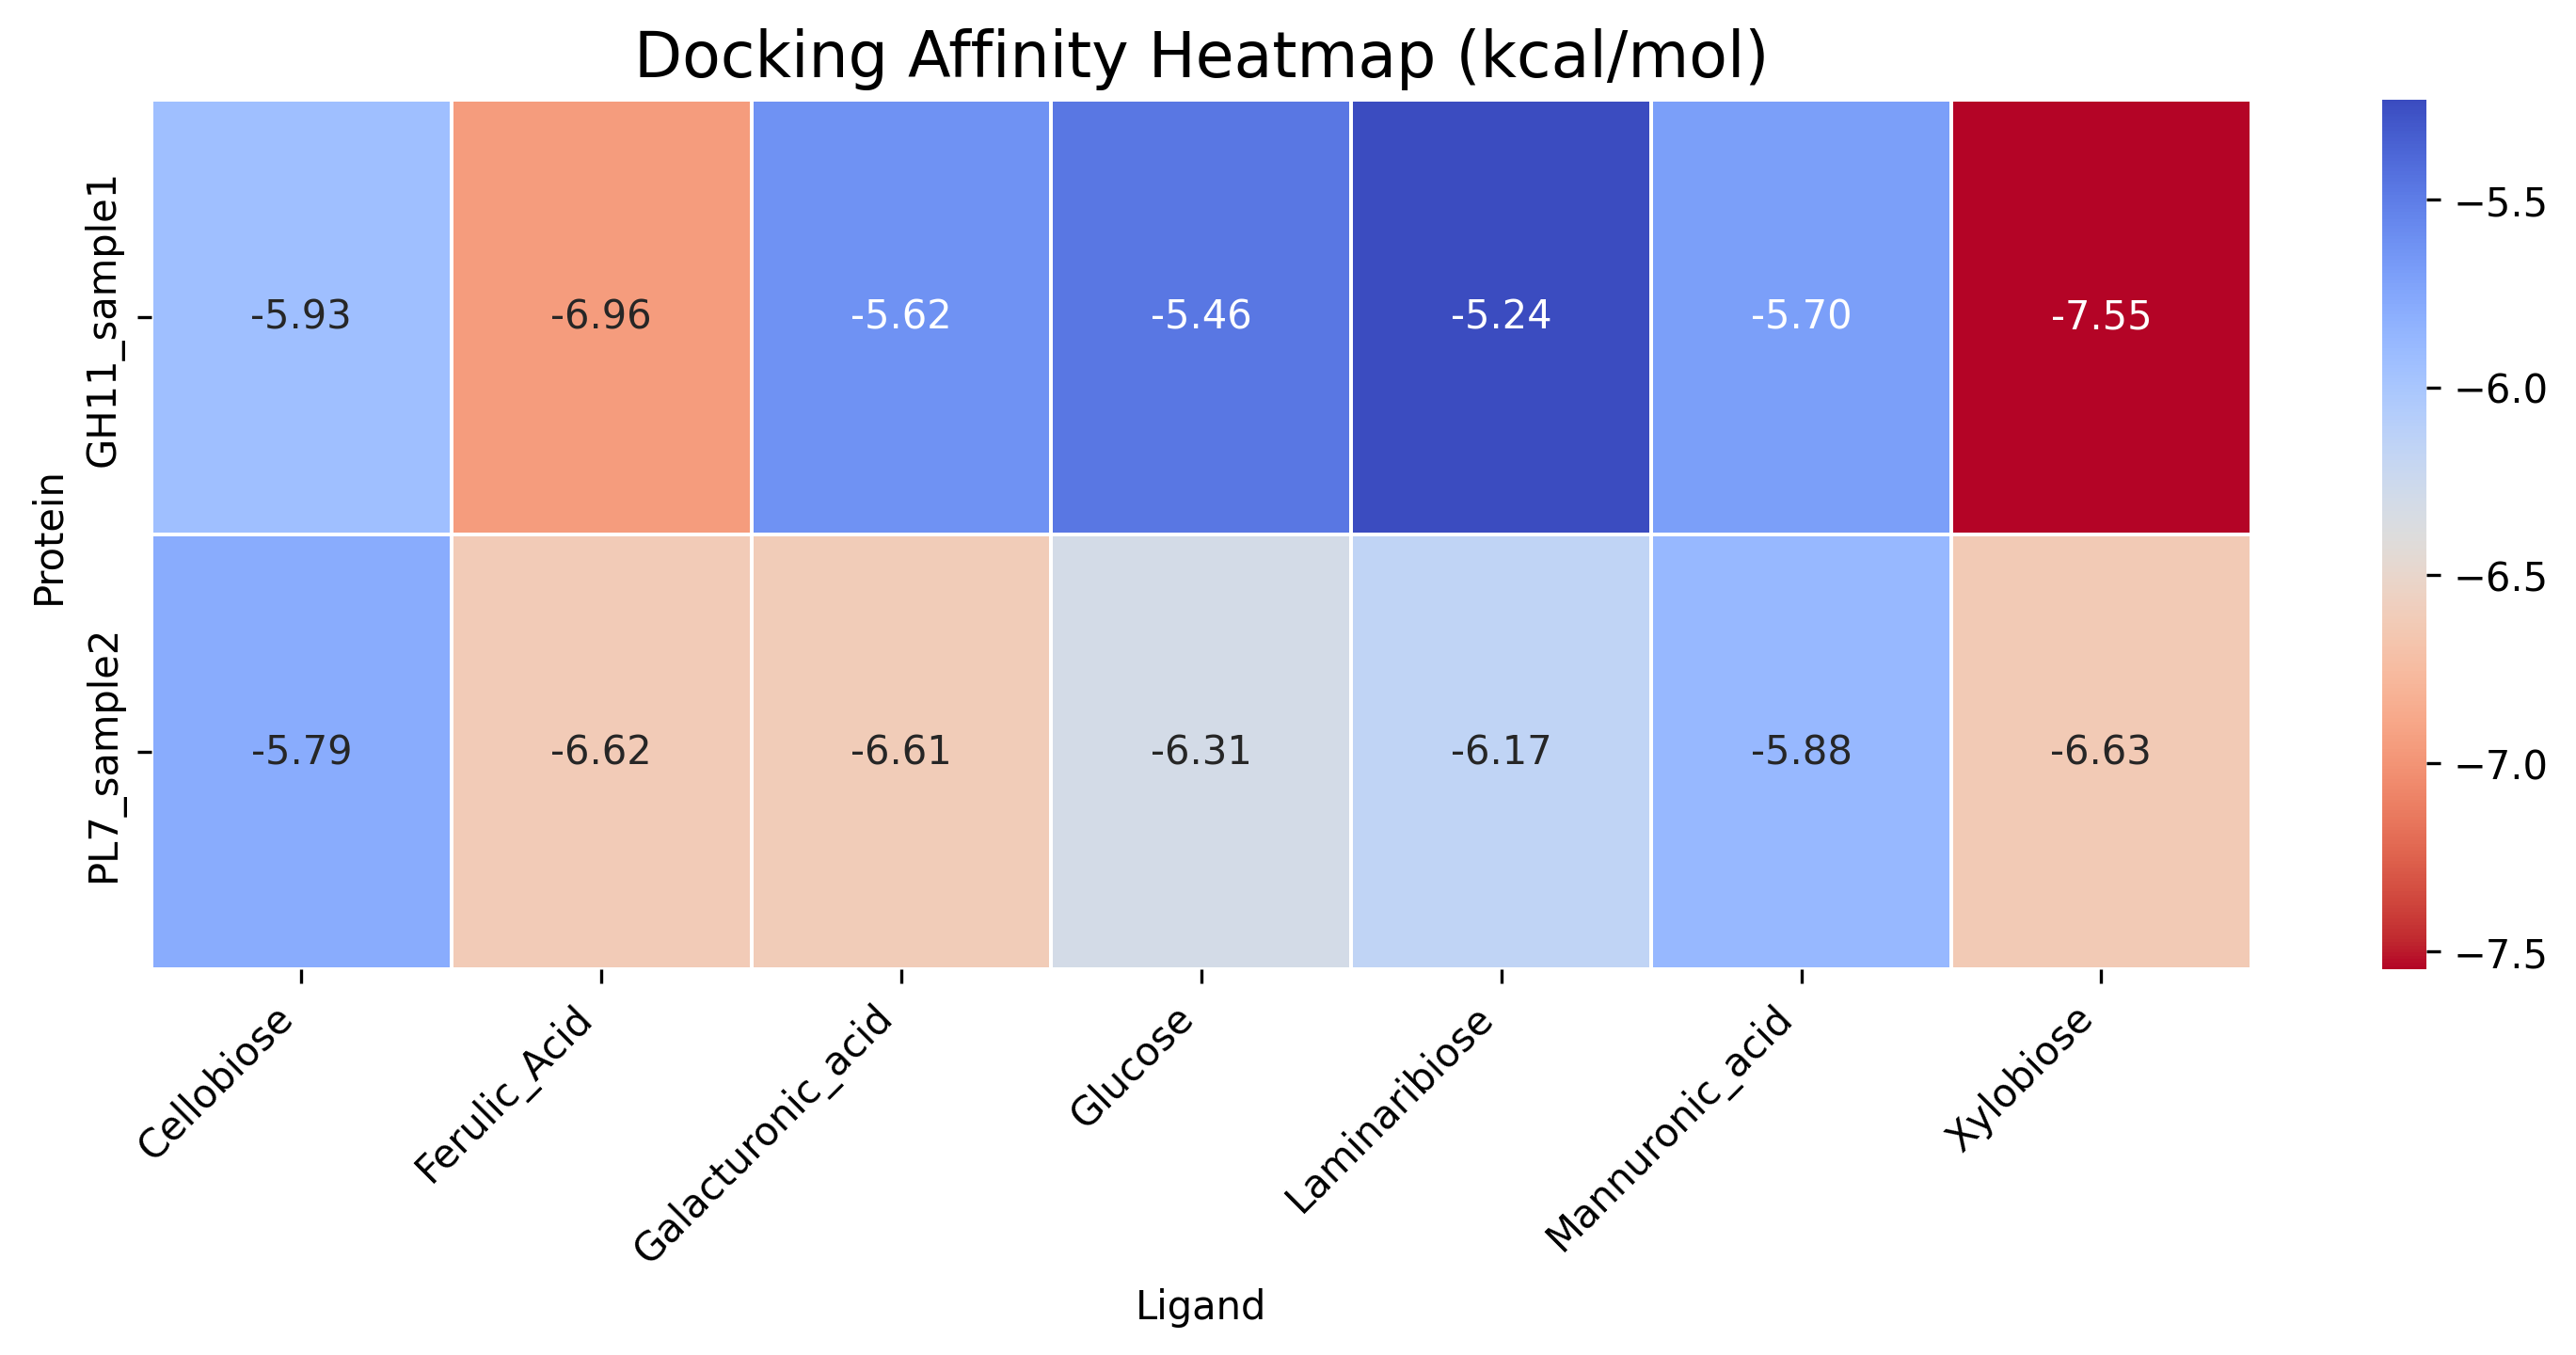 Docking Affinity Heatmap (kcal/mol)
Protein
GH11_sample1
-5.93 -6.96 -5.62 -5.46 -5.24 -5.70 -7.55
PL7_sample2
-5.79 -6.62 -6.61 -6.31 -6.17 -5.88 -6.63
Cellobiose
Ferulic_Acid
Galacturonic_acid
Glucose
Laminaribiose
Mannuronic_acid
Xylobiose
Ligand
−5.5
−6.0
−6.5
−7.0
−7.5